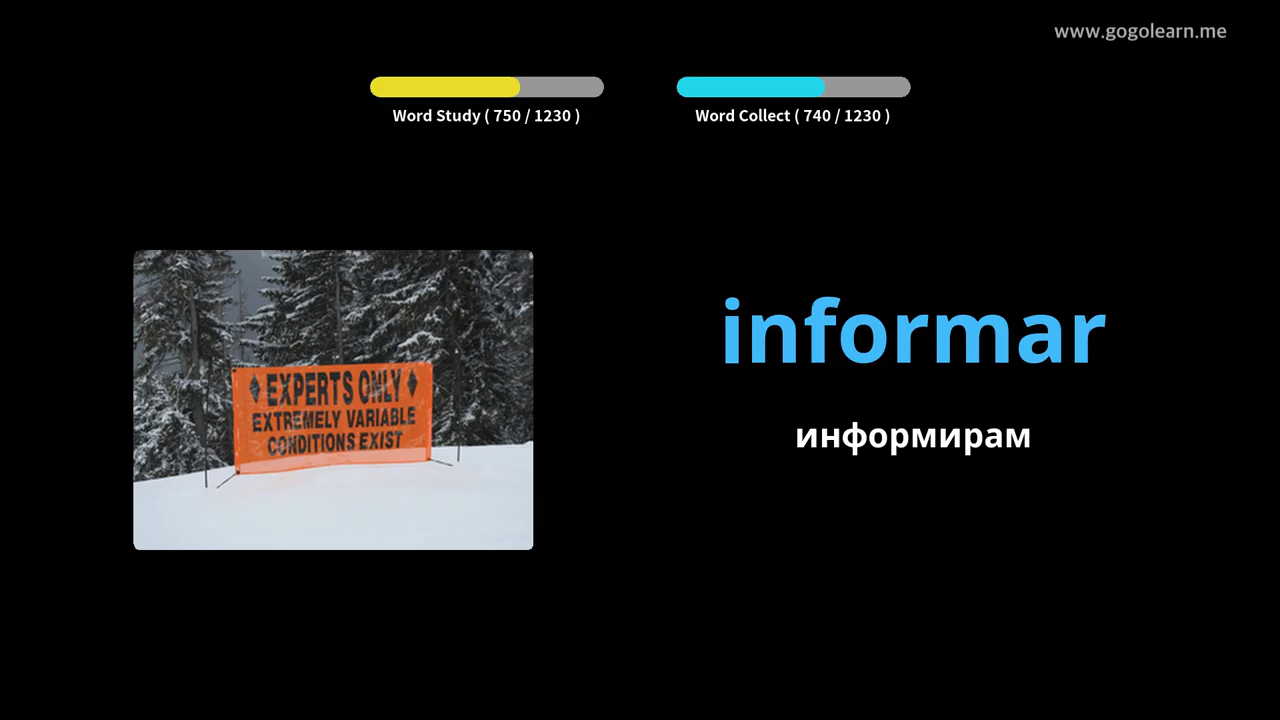 www.gogolearn.me
Word Study ( 750 / 1230 )
Word Collect ( 740 / 1230 )
EXPERTS ONLY
EXTREMELY VARIABLE
CONDITIONS EXIST
informar
информирам